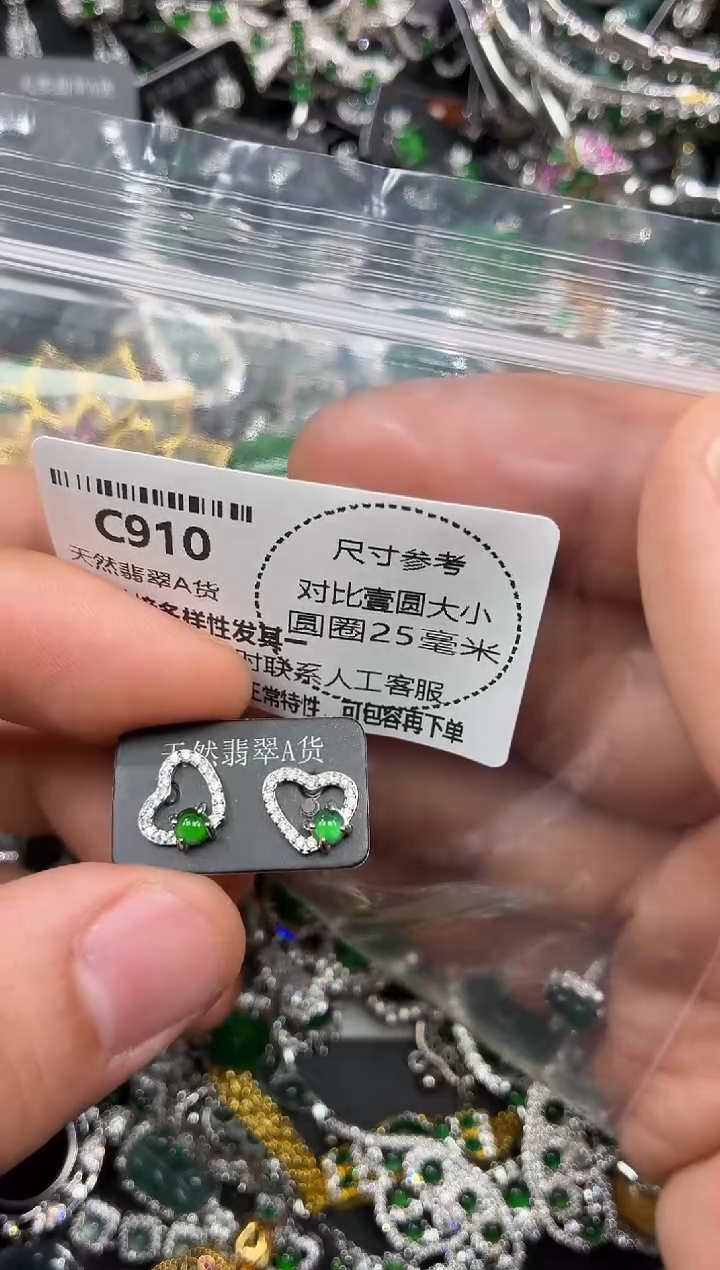 C910
天然翡翠A货
多样性发其一
时联系人工客服
正常特性,可包容再下单
尺寸参考
对比壹圆大小
圆圈25毫米
天然翡翠A货